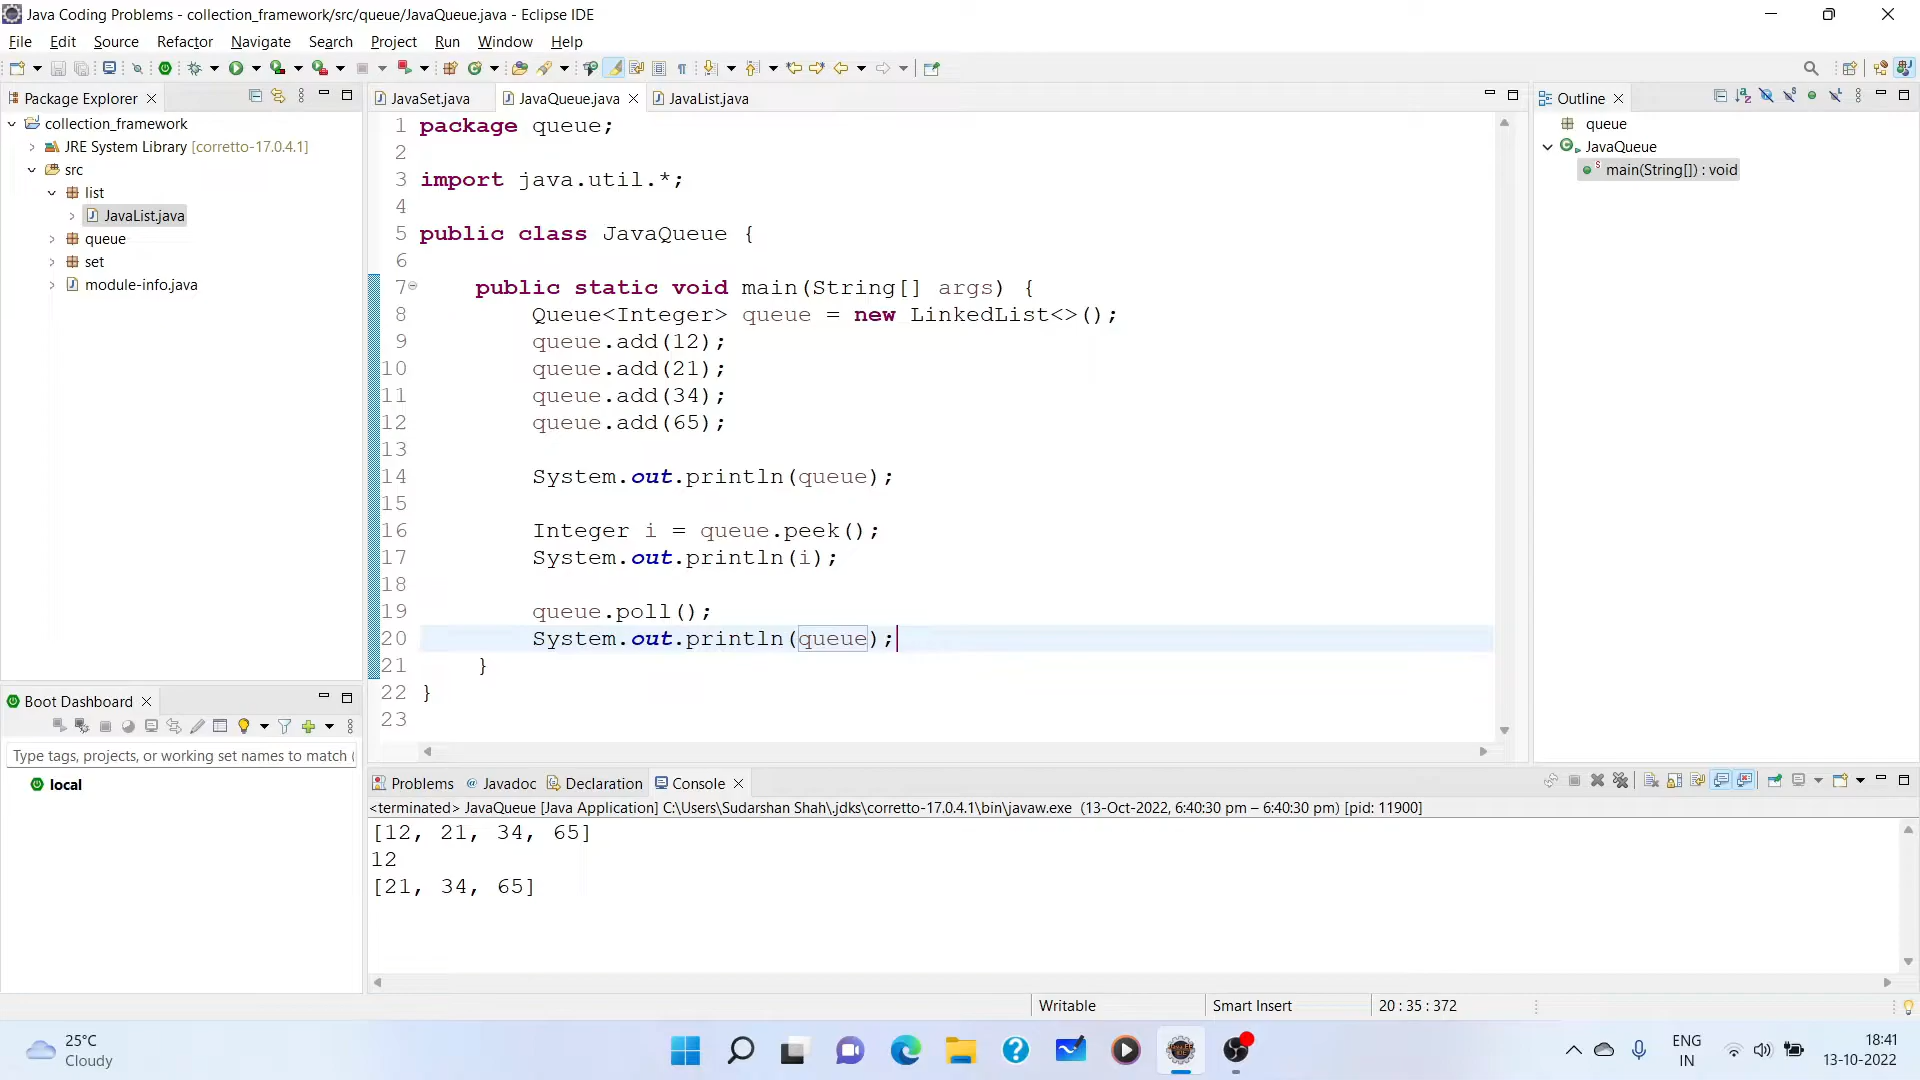 Java Coding Problems - collection_framework/src/queue/JavaQueue.java - Eclipse IDE
File Edit Source Refactor Navigate Search Project Run Window Help
Package Explorer
collection_framework
JRE System Library [corretto-17.0.4.1]
src
list
JavaList.java
queue
set
module-info.java
Boot Dashboard
Type tags, projects, or working set names to match (
local
JavaSet.java JavaQueue.java JavaList.java
1 package queue;
2
3 import java.util.*;
4
5 public class JavaQueue {
6
7 public static void main(String[] args) {
8 Queue<Integer> queue = new LinkedList<>();
9 queue.add(12);
10 queue.add(21);
11 queue.add(34);
12 queue.add(65);
13
14 System.out.println(queue);
15
16 Integer i = queue.peek();
17 System.out.println(i);
18
19 queue.poll();
20 System.out.println(queue);
21 }
22 }
23
Outline
queue
JavaQueue
main(String[]) : void
Problems Javadoc Declaration Console
<terminated> JavaQueue [Java Application] C:\Users\Sudarshan Shah\.jdks\corretto-17.0.4.1\bin\javaw.exe (13-Oct-2022, 6:40:30 pm – 6:40:30 pm) [pid: 11900]
[12, 21, 34, 65]
12
[21, 34, 65]
Writable Smart Insert 20 : 35 : 372
25°C
Cloudy
ENG
IN
18:41
13-10-2022